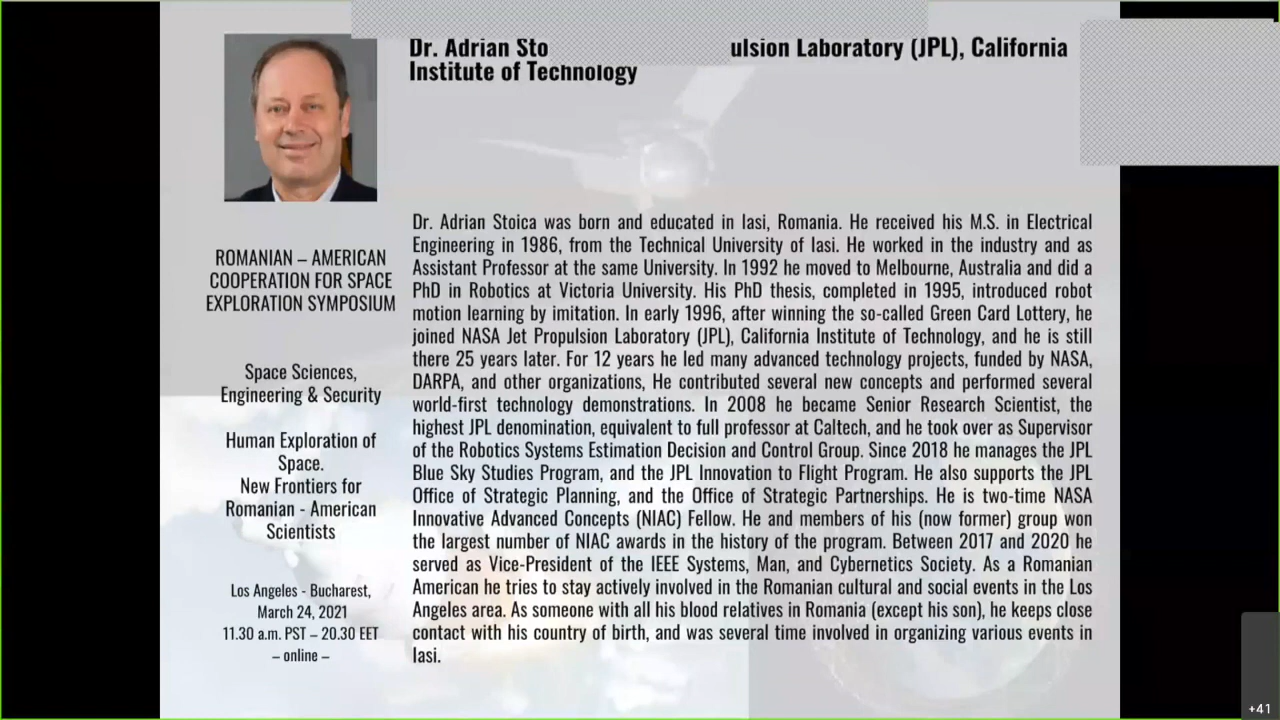 Dr. Adrian Sto ulsion Laboratory (JPL), California
Institute of Technology
ROMANIAN – AMERICAN
COOPERATION FOR SPACE
EXPLORATION SYMPOSIUM
Space Sciences,
Engineering & Security
Human Exploration of
Space.
New Frontiers for
Romanian - American
Scientists
Los Angeles - Bucharest,
March 24, 2021
11.30 a.m. PST – 20.30 EET
– online –
Dr. Adrian Stoica was born and educated in Iasi, Romania. He received his M.S. in Electrical
Engineering in 1986, from the Technical University of Iasi. He worked in the industry and as
Assistant Professor at the same University. In 1992 he moved to Melbourne, Australia and did a
PhD in Robotics at Victoria University. His PhD thesis, completed in 1995, introduced robot
motion learning by imitation. In early 1996, after winning the so-called Green Card Lottery, he
joined NASA Jet Propulsion Laboratory (JPL), California Institute of Technology, and he is still
there 25 years later. For 12 years he led many advanced technology projects, funded by NASA,
DARPA, and other organizations, He contributed several new concepts and performed several
world-first technology demonstrations. In 2008 he became Senior Research Scientist, the
highest JPL denomination, equivalent to full professor at Caltech, and he took over as Supervisor
of the Robotics Systems Estimation Decision and Control Group. Since 2018 he manages the JPL
Blue Sky Studies Program, and the JPL Innovation to Flight Program. He also supports the JPL
Office of Strategic Planning, and the Office of Strategic Partnerships. He is two-time NASA
Innovative Advanced Concepts (NIAC) Fellow. He and members of his (now former) group won
the largest number of NIAC awards in the history of the program. Between 2017 and 2020 he
served as Vice-President of the IEEE Systems, Man, and Cybernetics Society. As a Romanian
American he tries to stay actively involved in the Romanian cultural and social events in the Los
Angeles area. As someone with all his blood relatives in Romania (except his son), he keeps close
contact with his country of birth, and was several time involved in organizing various events in
Iasi.
+41